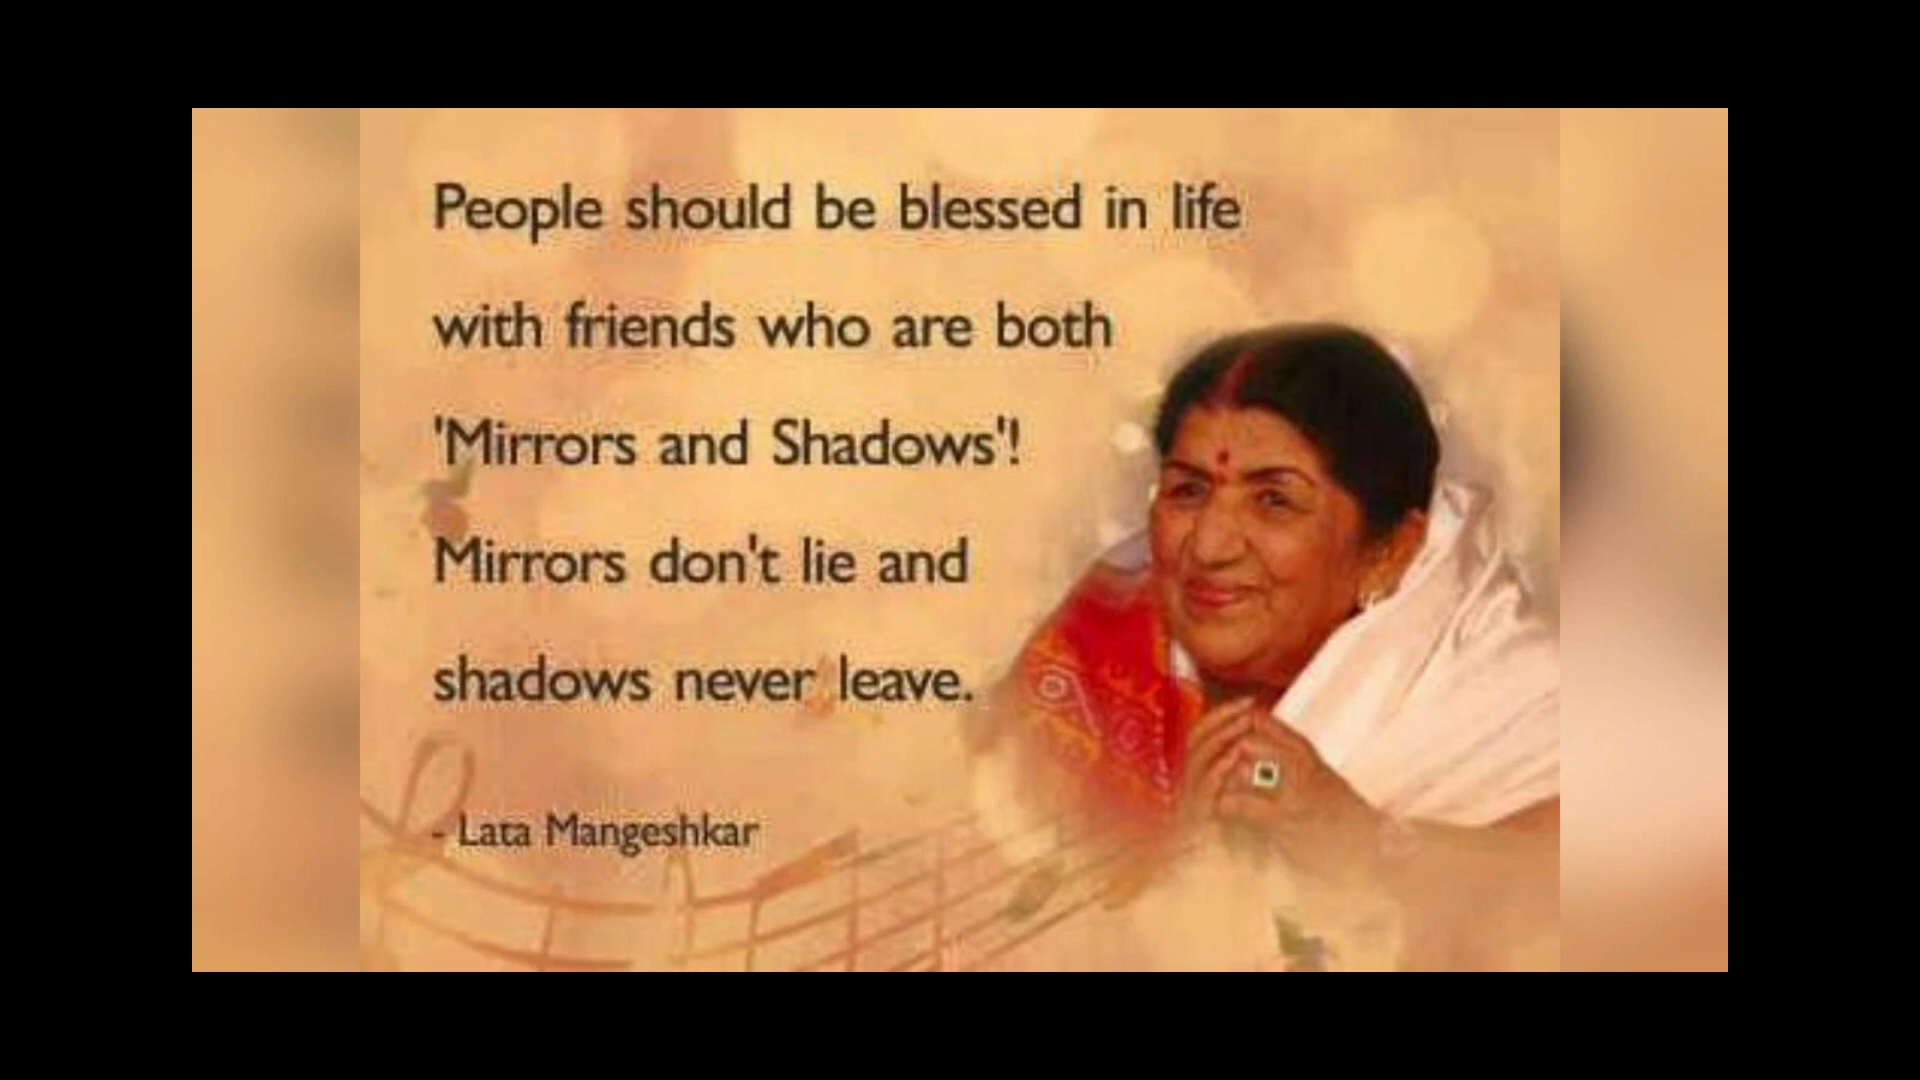 People should be blessed in life
with friends who are both
'Mirrors and Shadows'!
Mirrors don't lie and
shadows never leave.
- Lata Mangeshkar